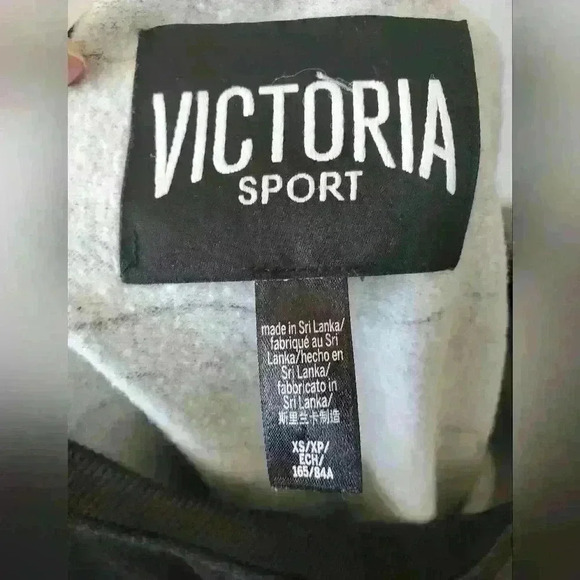 VICTORIA
SPORT
made in Sri Lanka/
fabriqué au Sri
Lanka/hecho en
Sri Lanka/
fabbricato in
Sri Lanka/
斯里兰卡制造
XS/XP/
ECH/
165/84A